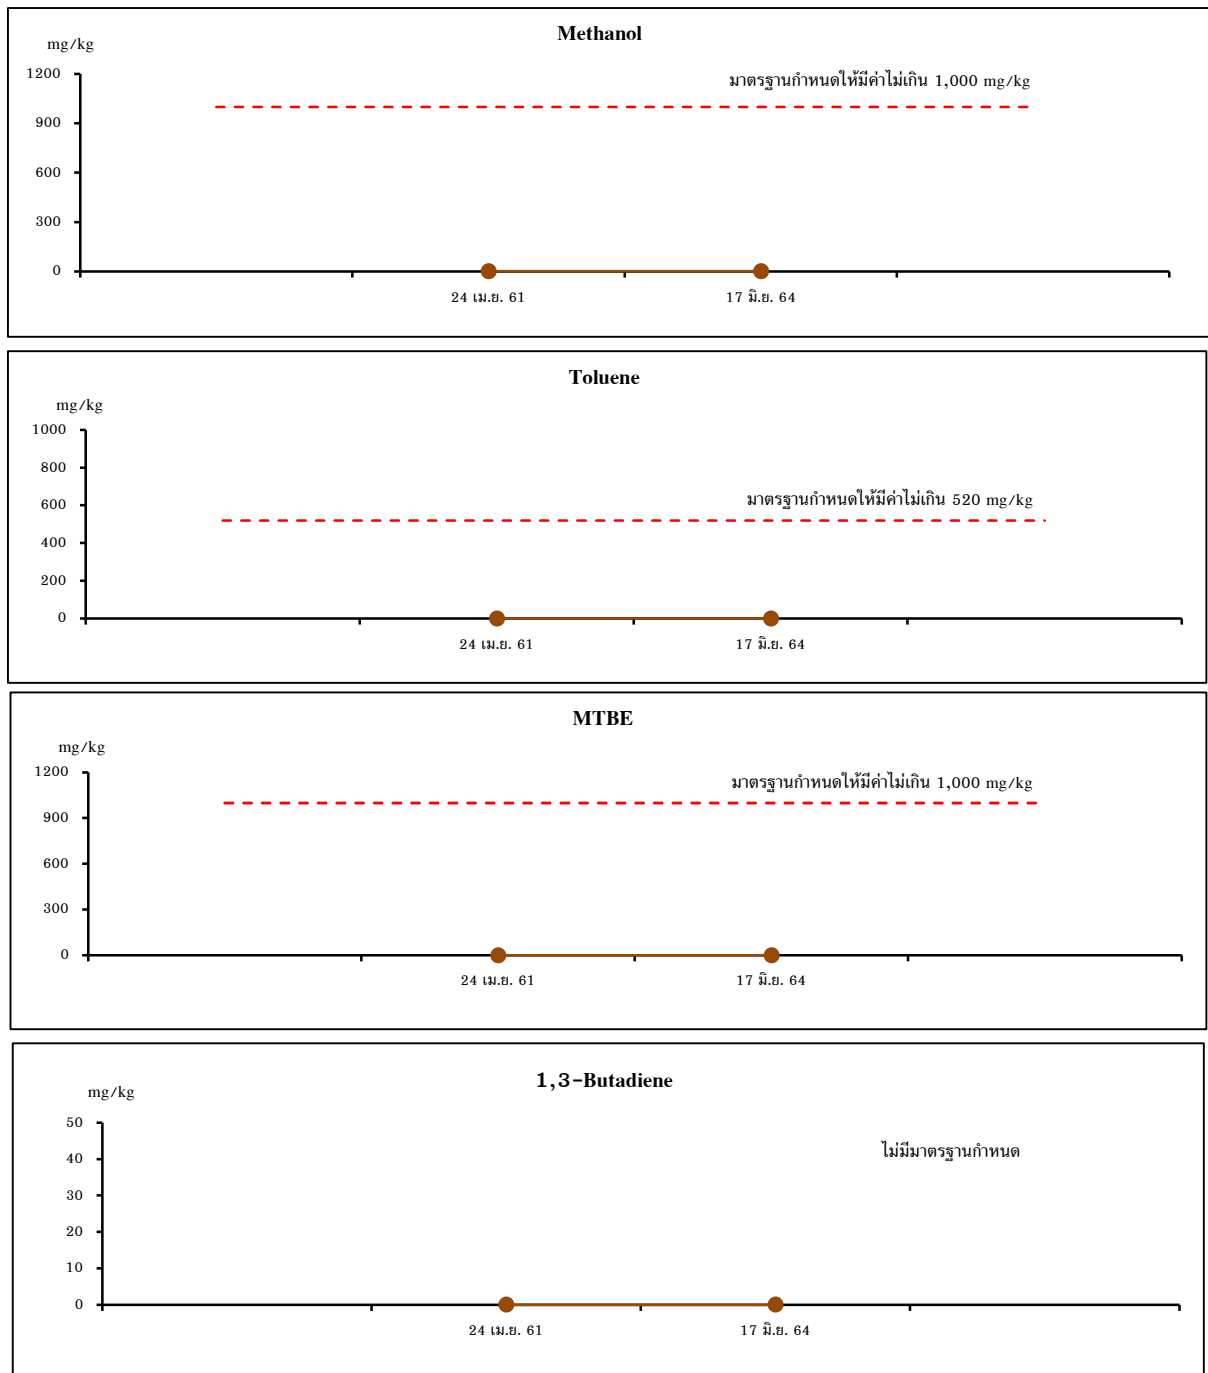 Methanol
mg/kg
1200
มาตรฐานกำหนดให้มีค่าไม่เกิน 1,000 mg/kg
900
600
300
0
24 เม.ย. 61 17 มิ.ย. 64
Toluene
mg/kg
1000
800
600
มาตรฐานกำหนดให้มีค่าไม่เกิน 520 mg/kg
400
200
0
24 เม.ย. 61 17 มิ.ย. 64
MTBE
mg/kg
1200
มาตรฐานกำหนดให้มีค่าไม่เกิน 1,000 mg/kg
900
600
300
0
24 เม.ย. 61 17 มิ.ย. 64
1,3-Butadiene
mg/kg
50
ไม่มีมาตรฐานกำหนด
40
30
20
10
0
24 เม.ย. 61 17 มิ.ย. 64